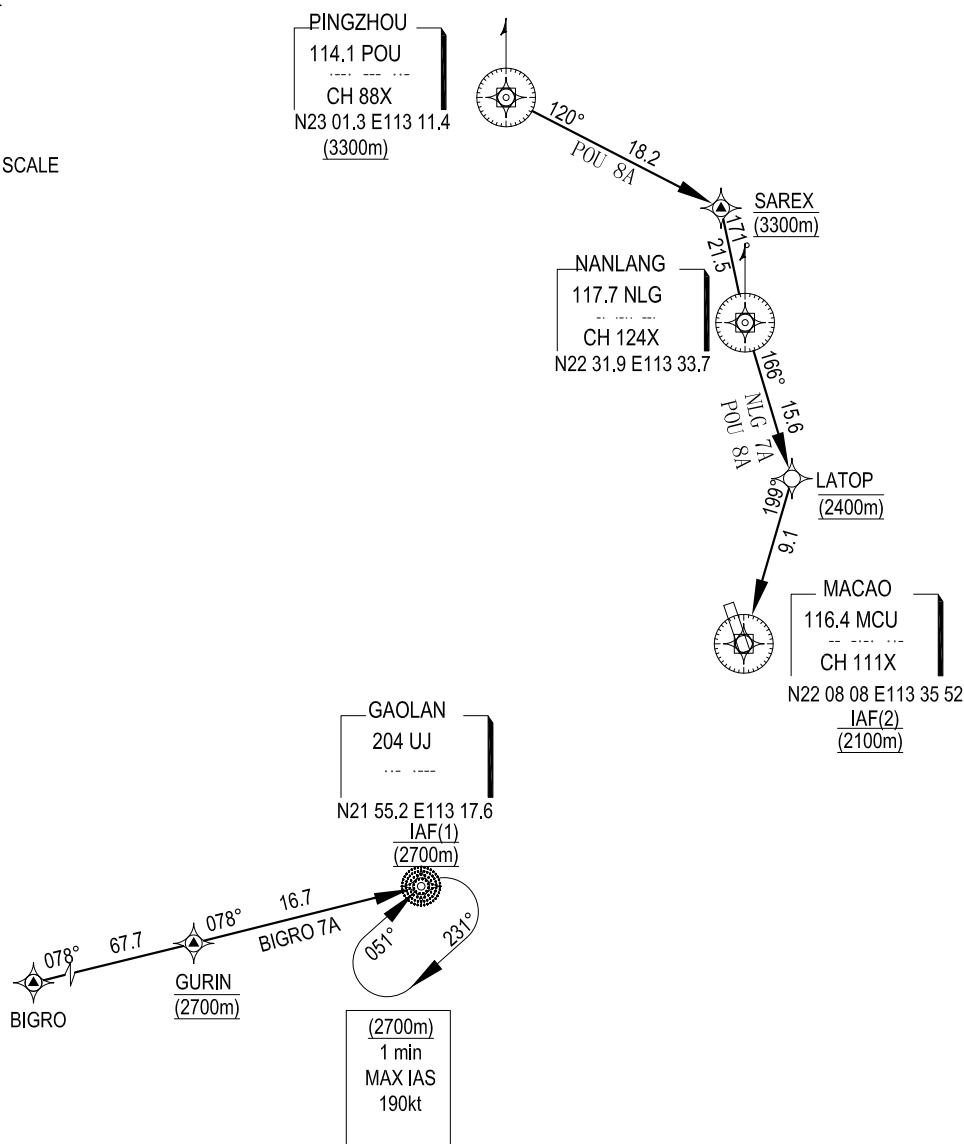 PINGZHOU
114.1 POU
CH 88X
N23 01.3 E113 11.4
(3300m)
120°
18.2
POU 8A
SCALE
SAREX
(3300m)
171°
21.5
NANLANG
117.7 NLG
CH 124X
N22 31.9 E113 33.7
166°
15.6
NLG 7A
POU 8A
LATOP
(2400m)
199°
9.1
MACAO
116.4 MCU
CH 111X
N22 08 08 E113 35 52
IAF(2)
(2100m)
GAOLAN
204 UJ
N21 55.2 E113 17.6
IAF(1)
(2700m)
078°
67.7
078°
16.7
BIGRO 7A
051°
231°
GURIN
(2700m)
BIGRO
(2700m)
1 min
MAX IAS
190kt